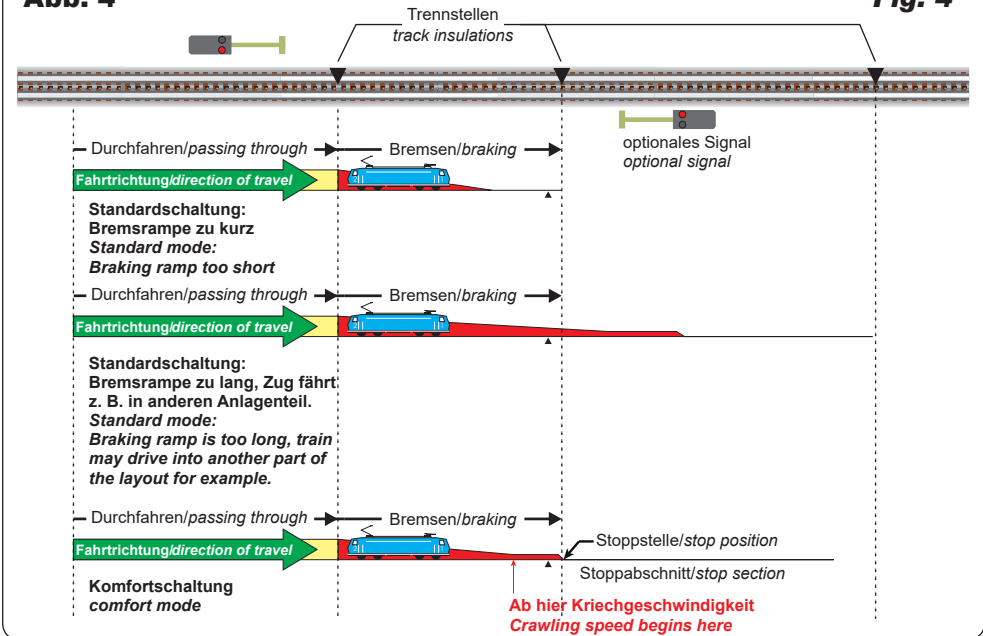 Abb. 4
Fig. 4
Trennstellen
track insulations
optionales Signal
optional signal
Durchfahren/passing through
Bremsen/braking
Fahrtrichtung/direction of travel
Standardschaltung:
Bremsrampe zu kurz
Standard mode:
Braking ramp too short
Durchfahren/passing through
Bremsen/braking
Fahrtrichtung/direction of travel
Standardschaltung:
Bremsrampe zu lang, Zug fährt
z. B. in anderen Anlagenteil.
Standard mode:
Braking ramp is too long, train
may drive into another part of
the layout for example.
Durchfahren/passing through
Bremsen/braking
Fahrtrichtung/direction of travel
Stoppstelle/stop position
Stoppabschnitt/stop section
Komfortschaltung
comfort mode
Ab hier Kriechgeschwindigkeit
Crawling speed begins here